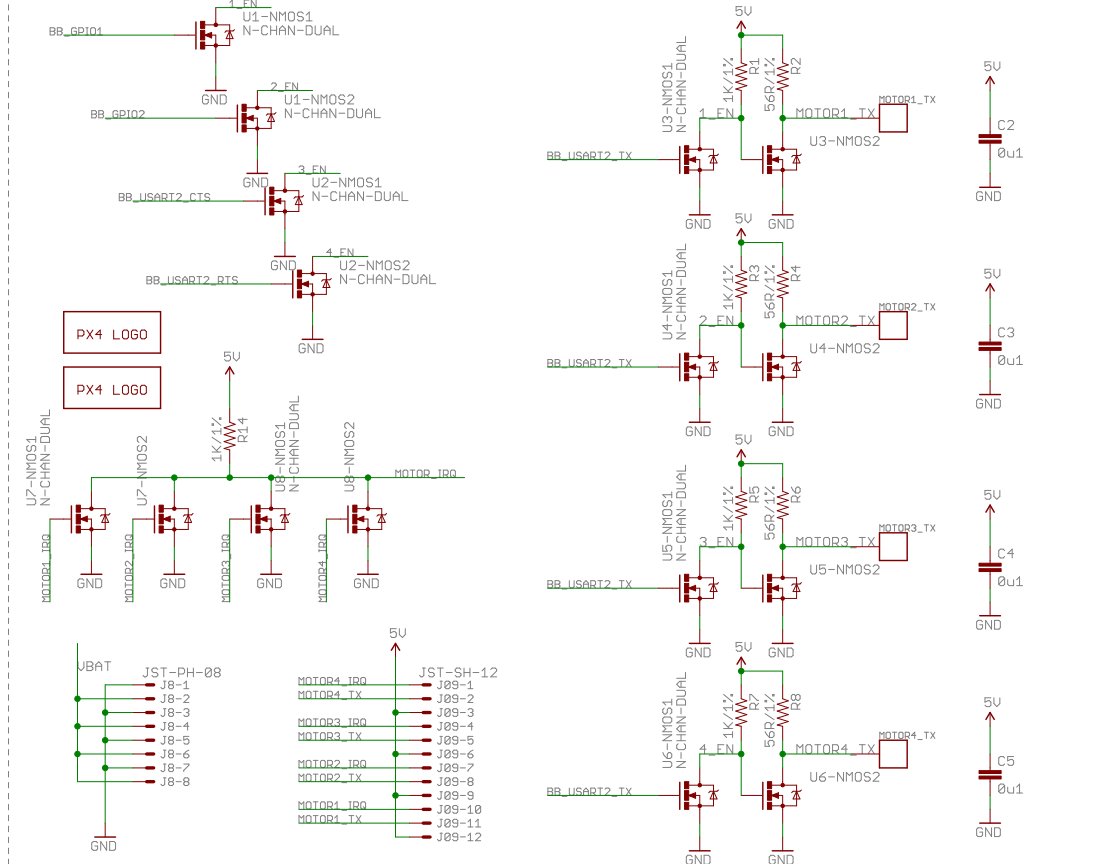 1_EN
U1-NMOS1
N-CHAN-DUAL
BB_GPIO1
GND
2_EN
U1-NMOS2
N-CHAN-DUAL
BB_GPIO2
GND
3_EN
U2-NMOS1
N-CHAN-DUAL
BB_USART2_CTS
GND
4_EN
U2-NMOS2
N-CHAN-DUAL
BB_USART2_RTS
GND
PX4 LOGO
PX4 LOGO
5V
1K/1%
R14
U7-NMOS1
N-CHAN-DUAL
U7-NMOS2
U8-NMOS1
N-CHAN-DUAL
U8-NMOS2
MOTOR_IRQ
MOTOR1_IRQ
GND
MOTOR2_IRQ
GND
MOTOR3_IRQ
GND
MOTOR4_IRQ
GND
VBAT
JST-PH-08
J8-1
J8-2
J8-3
J8-4
J8-5
J8-6
J8-7
J8-8
GND
5V
JST-SH-12
MOTOR4_IRQ J09-1
MOTOR4_TX J09-2
J09-3
MOTOR3_IRQ J09-4
MOTOR3_TX J09-5
J09-6
MOTOR2_IRQ J09-7
MOTOR2_TX J09-8
J09-9
MOTOR1_IRQ J09-10
MOTOR1_TX J09-11
J09-12
5V
U3-NMOS1
N-CHAN-DUAL
1K/1%
R1
56R/1%
R2
1_EN
MOTOR1_TX
MOTOR1_TX
U3-NMOS2
BB_USART2_TX
GND
GND
5V
C2
0u1
GND
5V
U4-NMOS1
N-CHAN-DUAL
1K/1%
R3
56R/1%
R4
2_EN
MOTOR2_TX
MOTOR2_TX
U4-NMOS2
BB_USART2_TX
GND
GND
5V
C3
0u1
GND
5V
U5-NMOS1
N-CHAN-DUAL
1K/1%
R5
56R/1%
R6
3_EN
MOTOR3_TX
MOTOR3_TX
U5-NMOS2
BB_USART2_TX
GND
GND
5V
C4
0u1
GND
5V
U6-NMOS1
N-CHAN-DUAL
1K/1%
R7
56R/1%
R8
4_EN
MOTOR4_TX
MOTOR4_TX
U6-NMOS2
BB_USART2_TX
GND
GND
5V
C5
0u1
GND